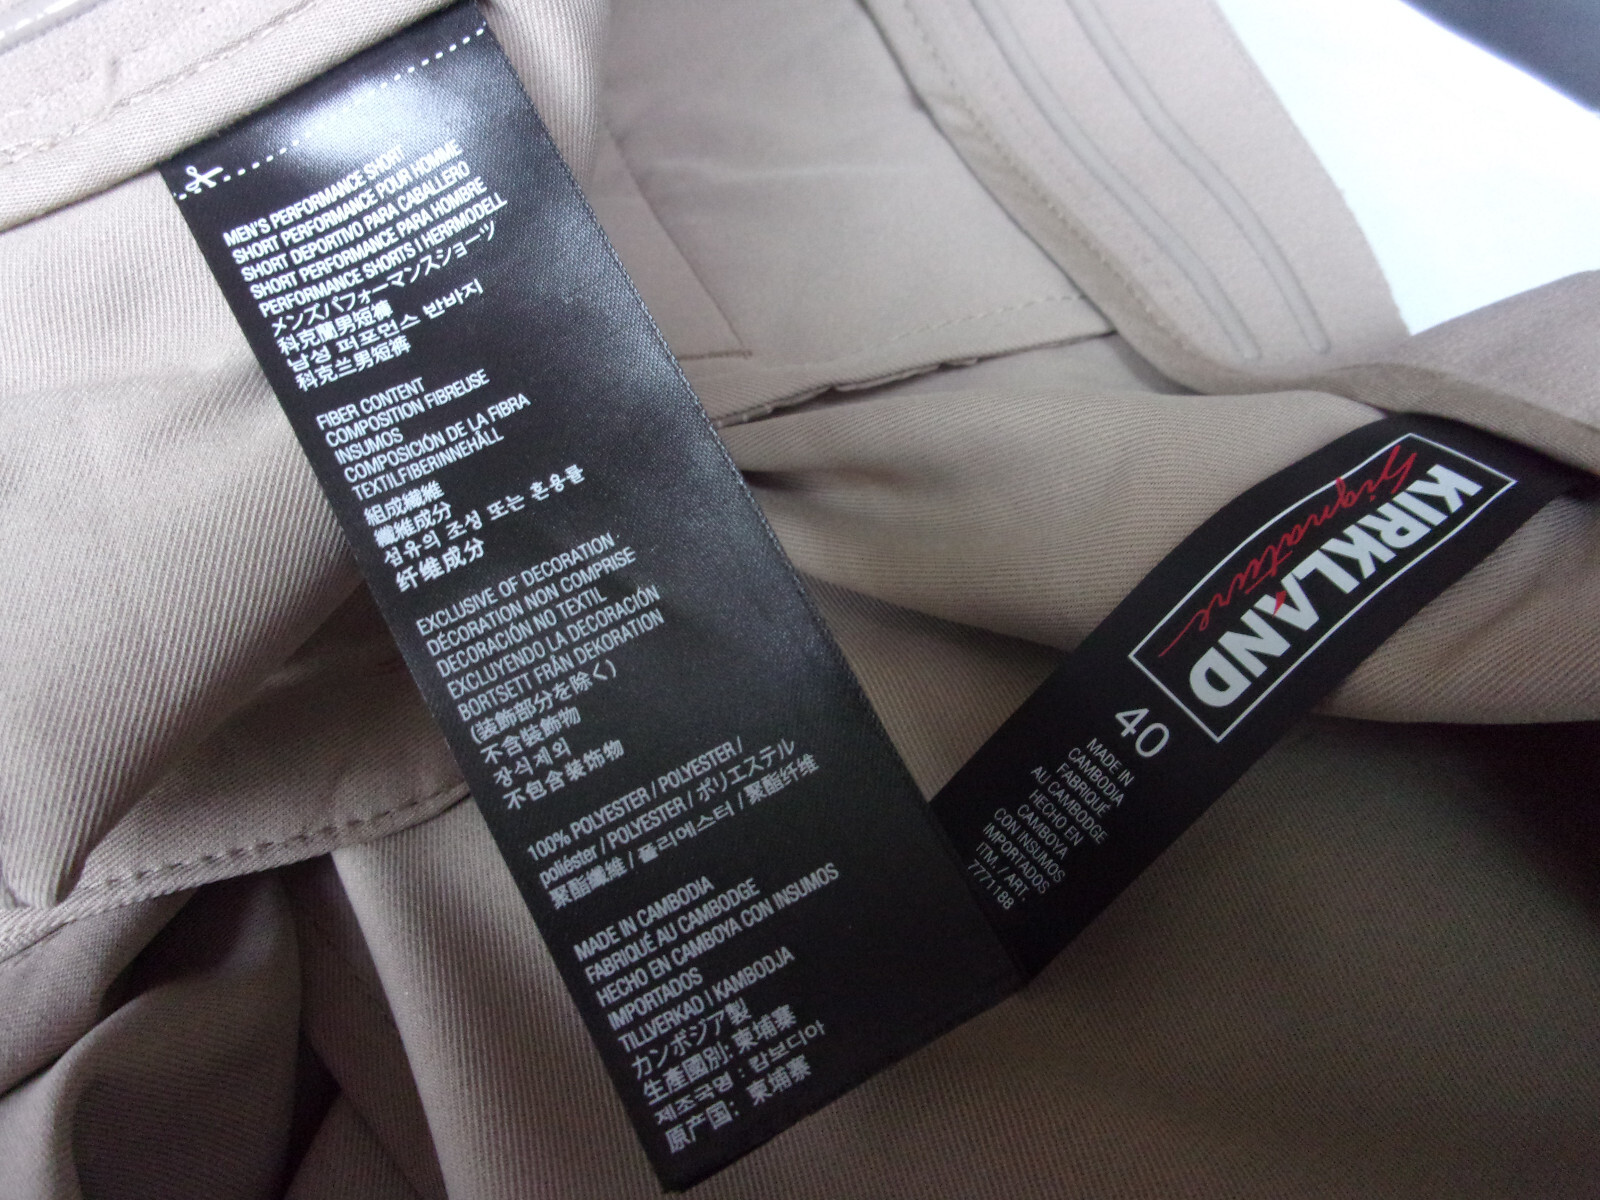 MEN'S PERFORMANCE SHORT
SHORT PERFORMANCE POUR HOMME
SHORT DEPORTIVO PARA CABALLERO
SHORT PERFORMANCE PARA HOMBRE
PERFORMANCE SHORTS I HERRMODELL
メンズパフォーマンスショーツ
科克蘭男短褲
남성 퍼포먼스 반바지
科克兰男短裤
FIBER CONTENT
COMPOSITION FIBREUSE
INSUMOS
COMPOSICIÓN DE LA FIBRA
TEXTILFIBERINNEHÅLL
組成繊維
纖維成分
섬유의 조성 또는 혼용률
纤维成分
EXCLUSIVE OF DECORATION
DÉCORATION NON COMPRISE
DECORACIÓN NO TEXTIL
EXCLUYENDO LA DECORACIÓN
BORTSETT FRÅN DEKORATION
(装飾部分を除く)
不含裝飾物
장식제외
不包含装饰物
100% POLYESTER / POLYESTER /
poliéster / POLYESTER / ポリエステル
聚酯纖維 / 폴리에스터 / 聚酯纤维
MADE IN CAMBODIA
FABRIQUÉ AU CAMBODGE
HECHO EN CAMBOYA CON INSUMOS
IMPORTADOS
TILLVERKAD I KAMBODJA
カンボジア製
生產國別: 柬埔寨
제조국명 : 캄보디아
原产国: 柬埔寨
KIRKLAND
Signature
40
MADE IN
CAMBODIA
FABRIQUÉ
AU CAMBODGE
HECHO EN
CAMBOYA
CON INSUMOS
IMPORTADOS
ITM. / ART.
7771188